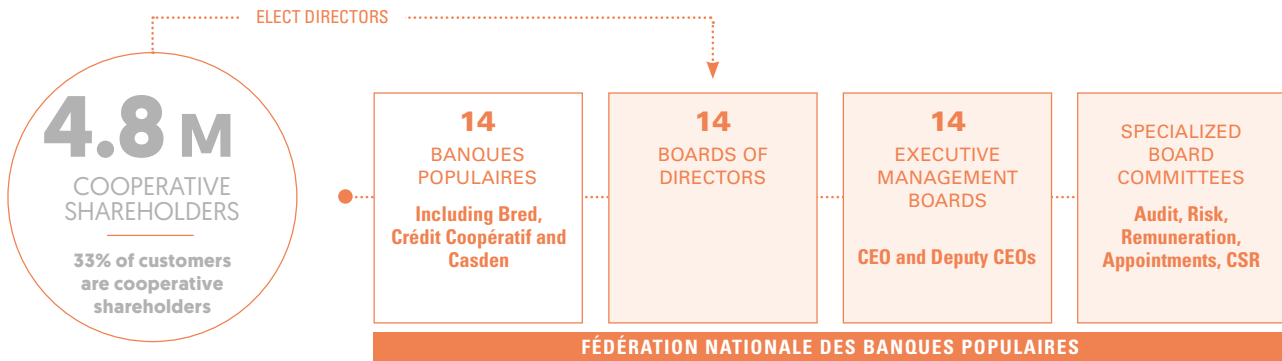 ELECT DIRECTORS
4.8 M
COOPERATIVE
SHAREHOLDERS
33% of customers
are cooperative
shareholders
14
BANQUES
POPULAIRES
Including Bred,
Crédit Coopératif and
Casden
14
BOARDS OF
DIRECTORS
14
EXECUTIVE
MANAGEMENT
BOARDS
CEO and Deputy CEOs
SPECIALIZED
BOARD
COMMITTEES
Audit, Risk,
Remuneration,
Appointments, CSR
FÉDÉRATION NATIONALE DES BANQUES POPULAIRES